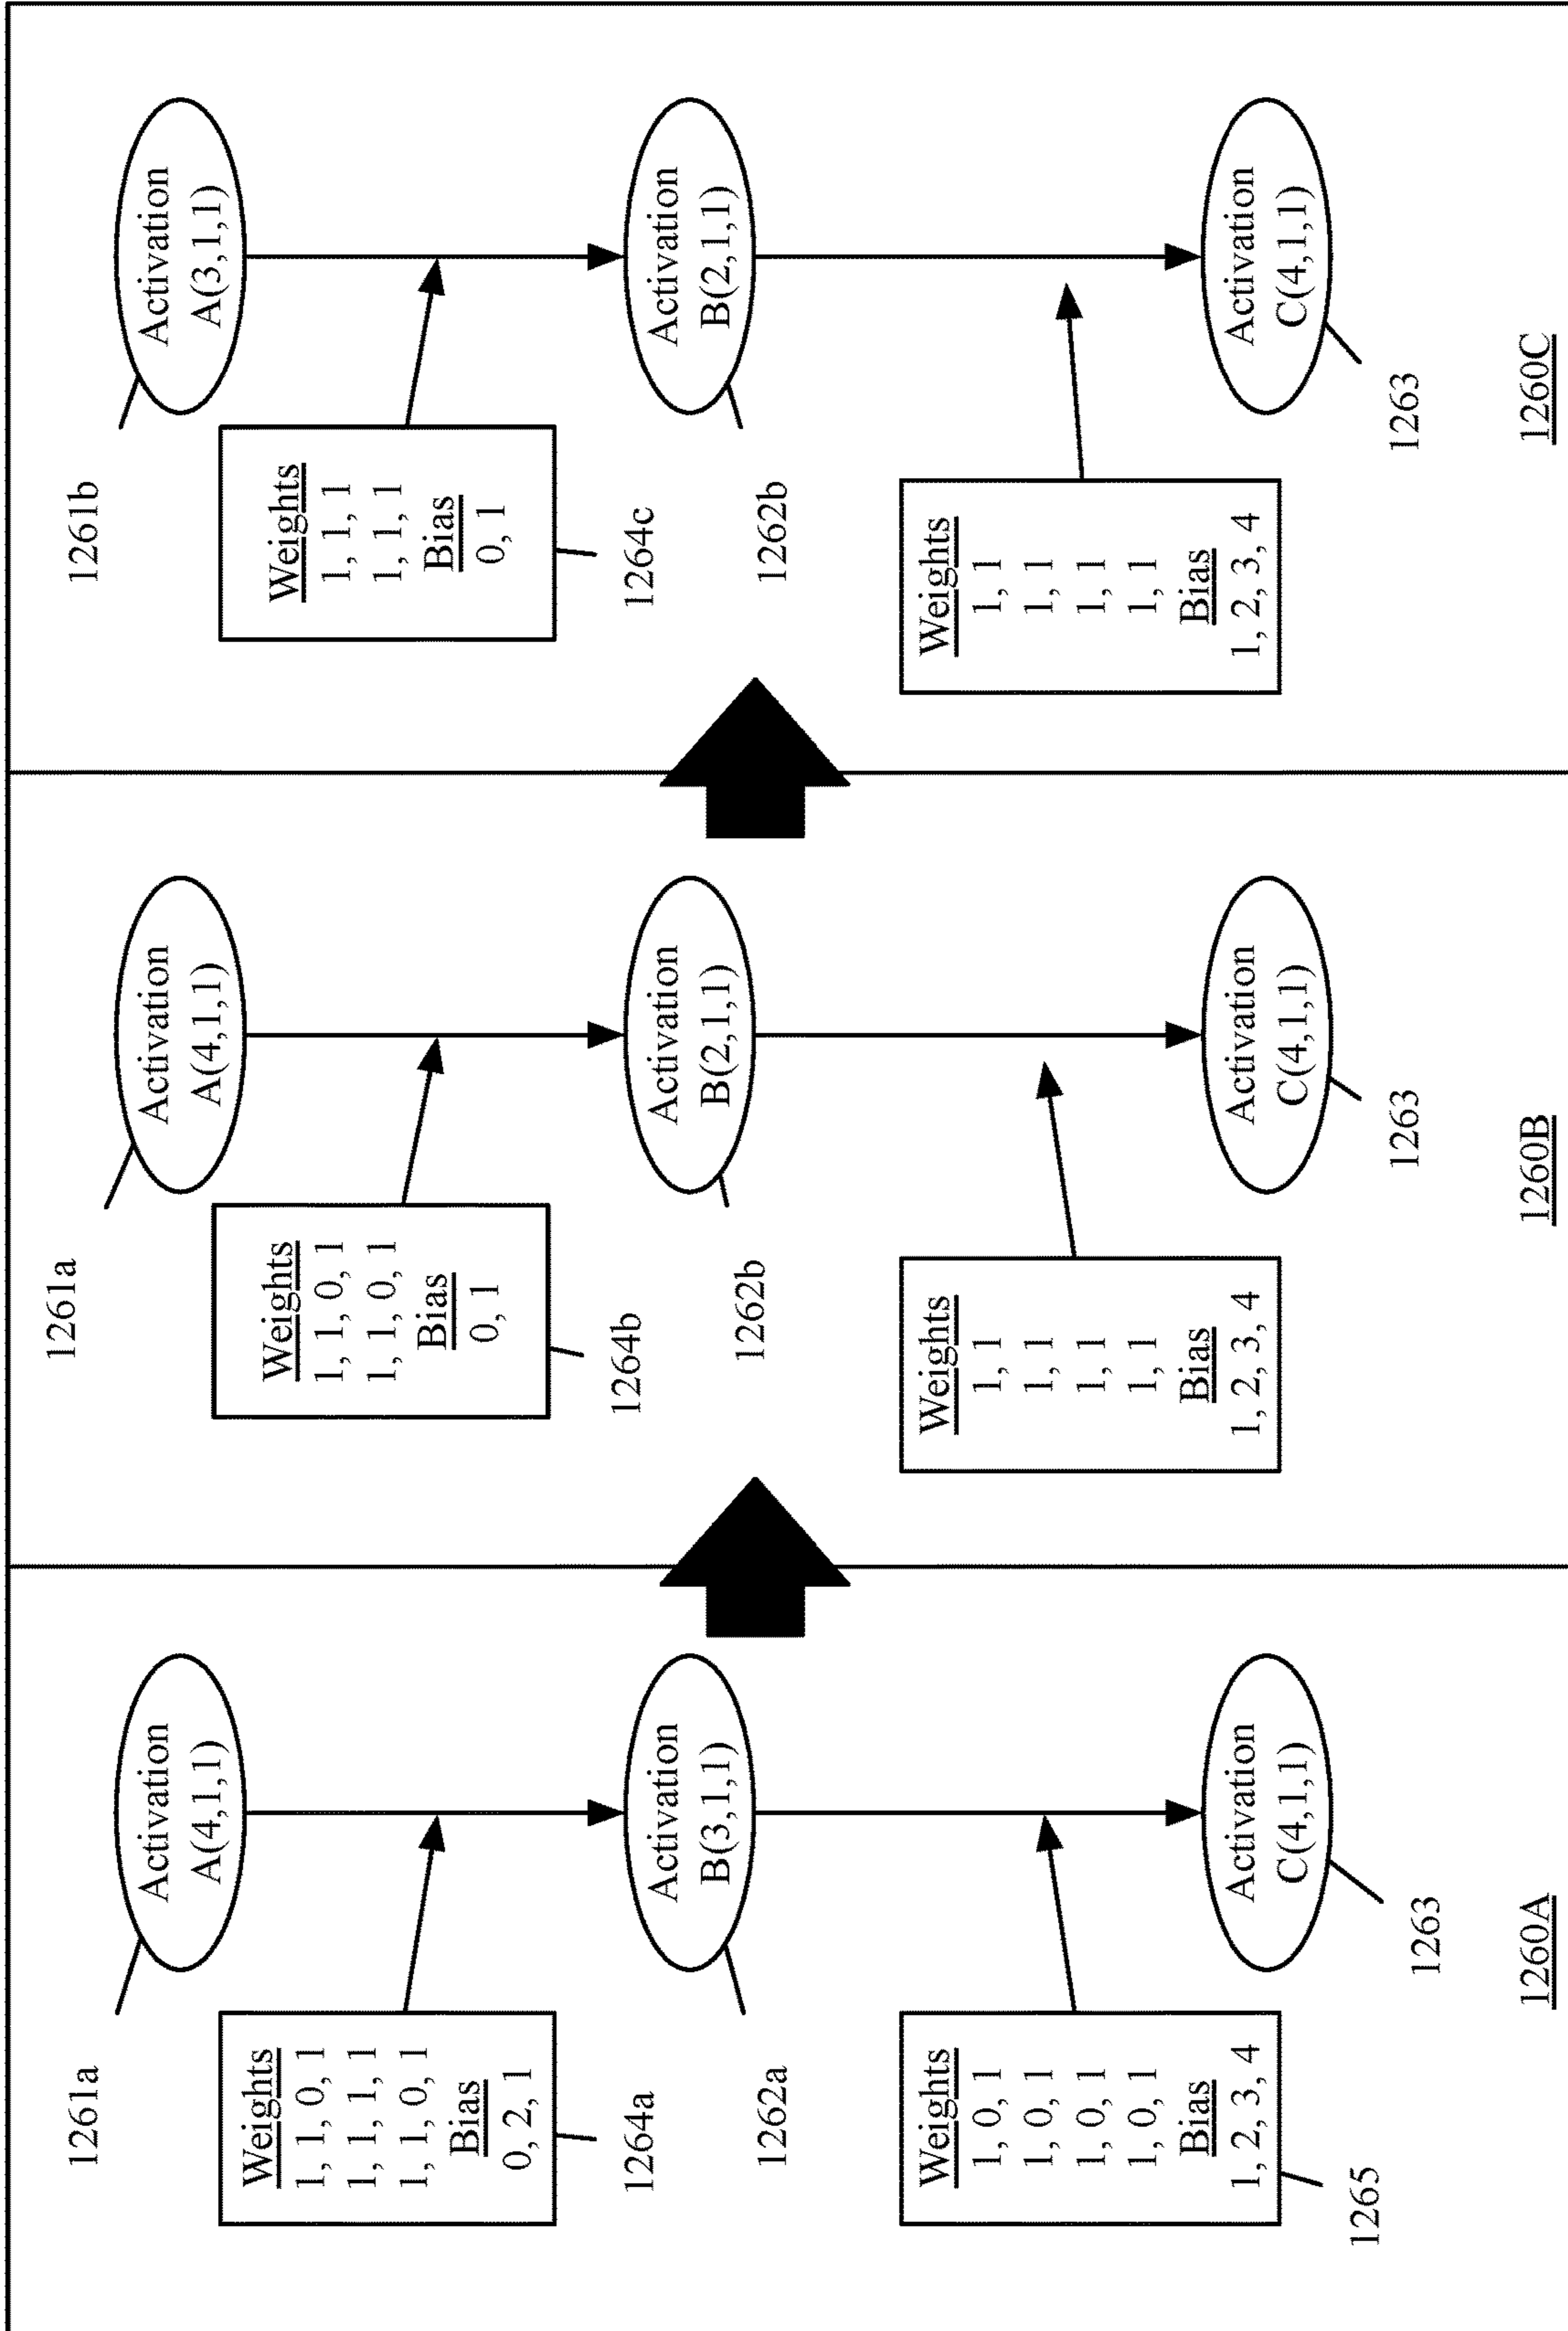 1261a
Activation
A(4,1,1)
Weights
1, 1, 0, 1
1, 1, 1, 1
1, 1, 0, 1
Bias
0, 2, 1
1264a
1262a
Activation
B(3,1,1)
Weights
1, 0, 1
1, 0, 1
1, 0, 1
1, 0, 1
Bias
1, 2, 3, 4
1265
Activation
C(4,1,1)
1263
1260A
1261a
Activation
A(4,1,1)
Weights
1, 1, 0, 1
1, 1, 0, 1
Bias
0, 1
1264b
1262b
Activation
B(2,1,1)
Weights
1, 1
1, 1
1, 1
1, 1
Bias
1, 2, 3, 4
Activation
C(4,1,1)
1263
1260B
1261b
Activation
A(3,1,1)
Weights
1, 1, 1
1, 1, 1
Bias
0, 1
1264c
1262b
Activation
B(2,1,1)
Weights
1, 1
1, 1
1, 1
1, 1
Bias
1, 2, 3, 4
Activation
C(4,1,1)
1263
1260C